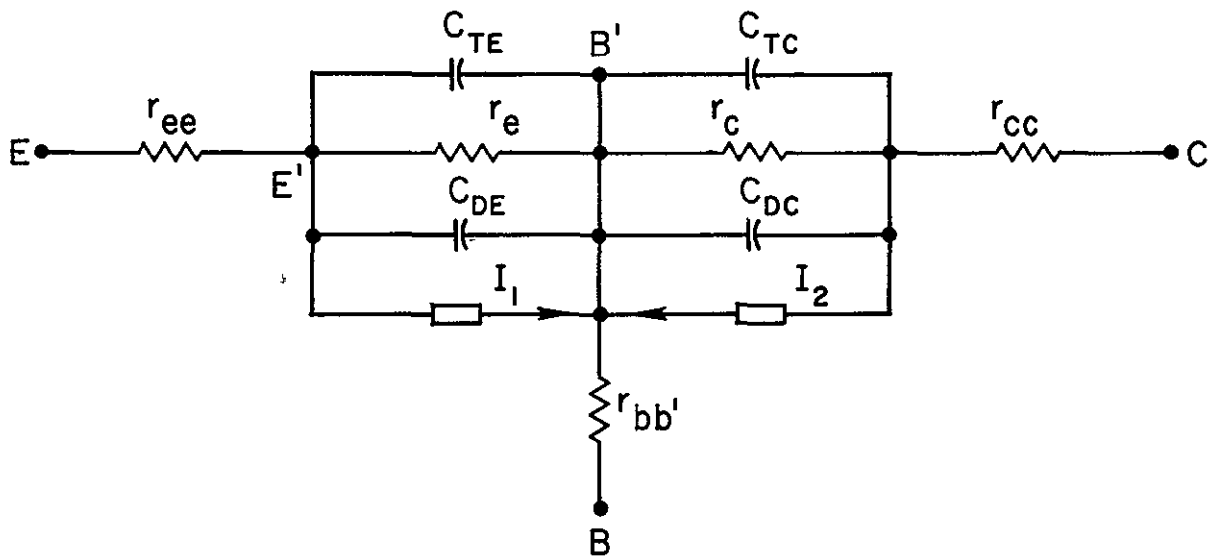 C_TE B' C_TC
r_ee r_e r_c r_cc
E C
E'
C_DE C_DC
I_1 I_2
r_bb'
B